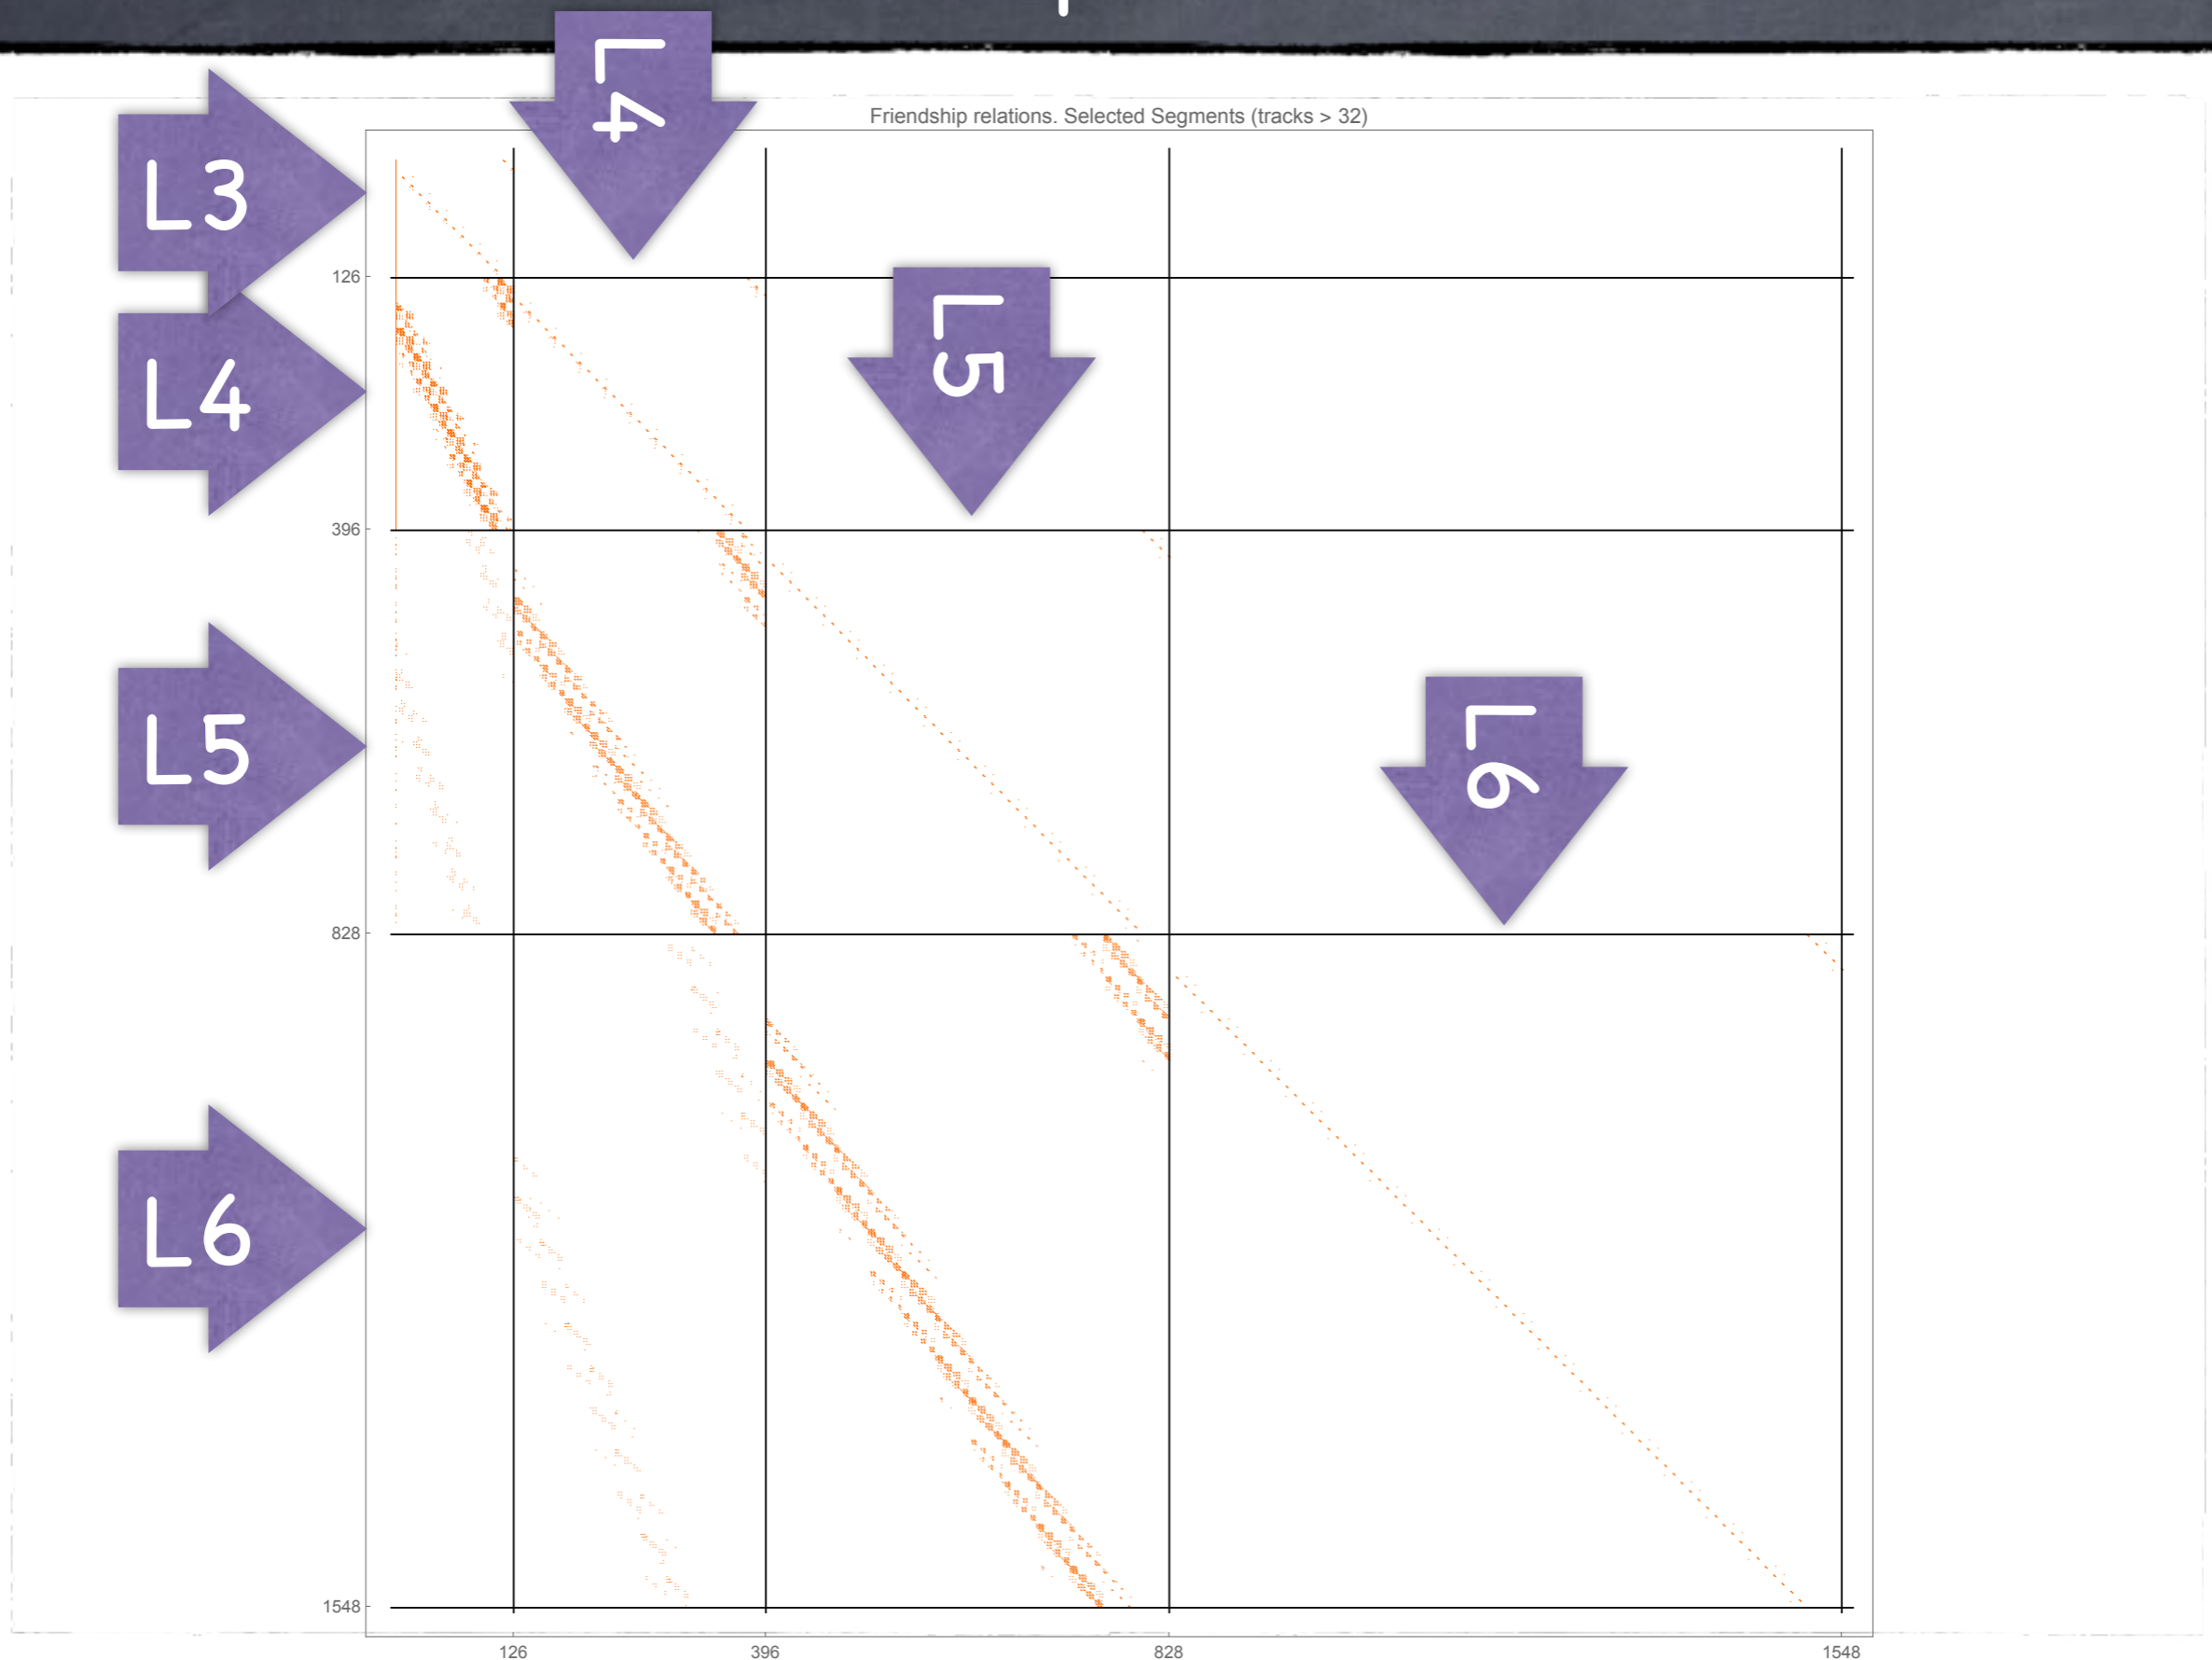 L4
Friendship relations. Selected Segments (tracks > 32)
L3
126
L5
L4
396
L5
L6
828
L6
1548
126 396 828 1548